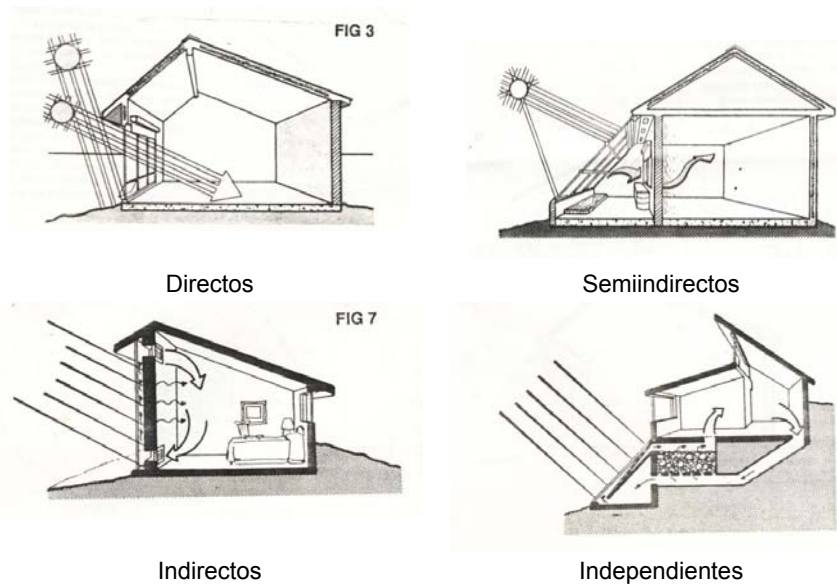 FIG 3
Directos
Semiindirectos
FIG 7
Indirectos
Independientes